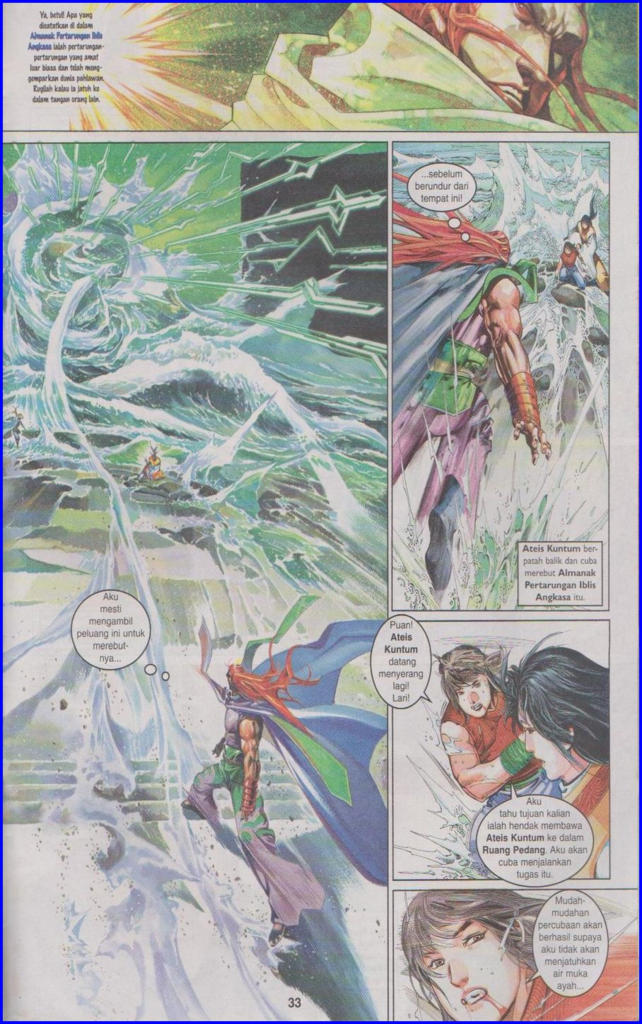 Ya, betul! Apa yang
dicatatkan di dalam
Almanak Pertarungan Iblis
Angkasa ialah pertarungan-
pertarungan yang amat
luar biasa dan telah meng-
gemparkan dunia pahlawan.
Rugilah kalau ia jatuh ke
dalam tangan orang lain.
Aku
mesti
mengambil
peluang ini untuk
merebut-
nya...
...sebelum
berundur dari
tempat ini!
Ateis Kuntum ber-
patah balik dan cuba
merebut Almanak
Pertarungan Iblis
Angkasa itu.
Puan!
Ateis
Kuntum
datang
menyerang
lagi!
Lari!
Aku
tahu tujuan kalian
ialah hendak membawa
Ateis Kuntum ke dalam
Ruang Pedang. Aku akan
cuba menjalankan
tugas itu.
Mudah-
mudahan
percubaan akan
berhasil supaya
aku tidak akan
menjatuhkan
air muka
ayah...
33